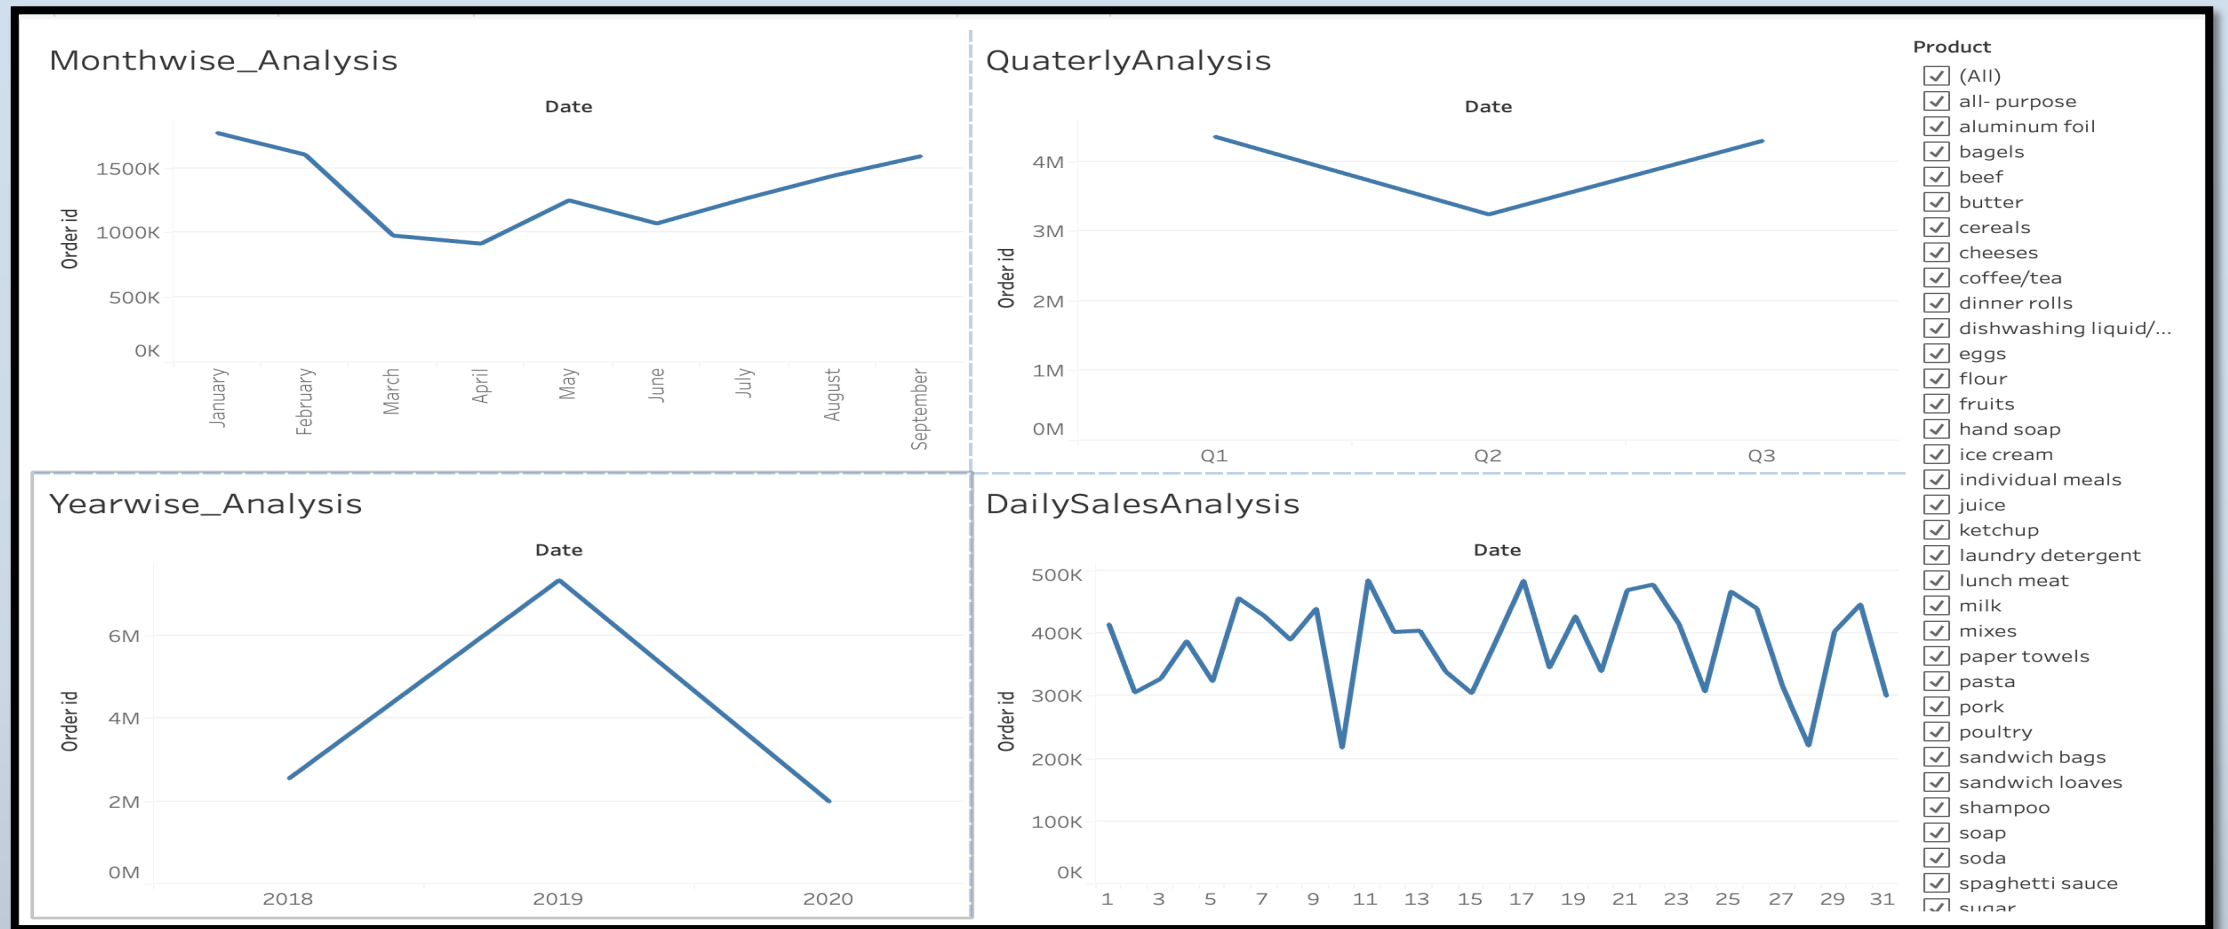 Monthwise_Analysis
Date
Order id
1500K
1000K
500K
0K
January
February
March
April
May
June
July
August
September
QuaterlyAnalysis
Date
Order id
4M
3M
2M
1M
0M
Q1
Q2
Q3
Yearwise_Analysis
Date
Order id
6M
4M
2M
0M
2018
2019
2020
DailySalesAnalysis
Date
Order id
500K
400K
300K
200K
100K
0K
1 3 5 7 9 11 13 15 17 19 21 23 25 27 29 31
Product
(All)
all- purpose
aluminum foil
bagels
beef
butter
cereals
cheeses
coffee/tea
dinner rolls
dishwashing liquid/...
eggs
flour
fruits
hand soap
ice cream
individual meals
juice
ketchup
laundry detergent
lunch meat
milk
mixes
paper towels
pasta
pork
poultry
sandwich bags
sandwich loaves
shampoo
soap
soda
spaghetti sauce
sugar